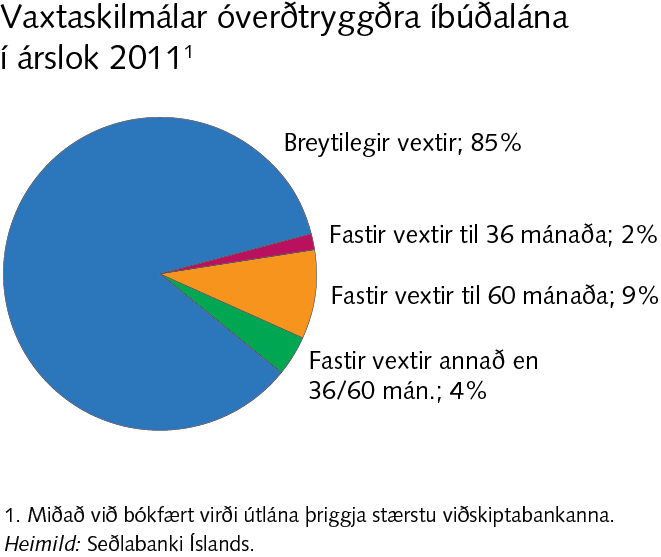 Vaxtaskilmálar óverðtryggðra íbúðalána
í árslok 2011¹
Breytilegir vextir; 85%
Fastir vextir til 36 mánaða; 2%
Fastir vextir til 60 mánaða; 9%
Fastir vextir annað en
36/60 mán.; 4%
1. Miðað við bókfært virði útlána þriggja stærstu viðskiptabankanna.
Heimild: Seðlabanki Íslands.